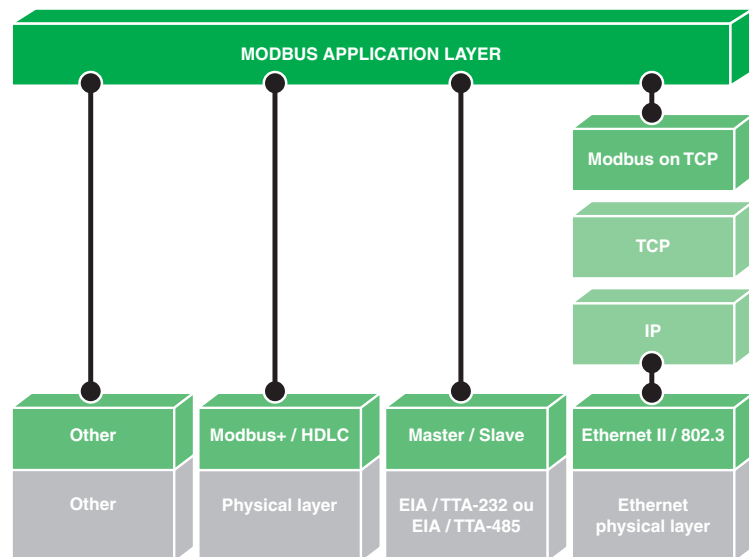 MODBUS APPLICATION LAYER
Modbus on TCP
TCP
IP
Other
Modbus+ / HDLC
Master / Slave
Ethernet II / 802.3
Other
Physical layer
EIA / TTA-232 ou
EIA / TTA-485
Ethernet
physical layer